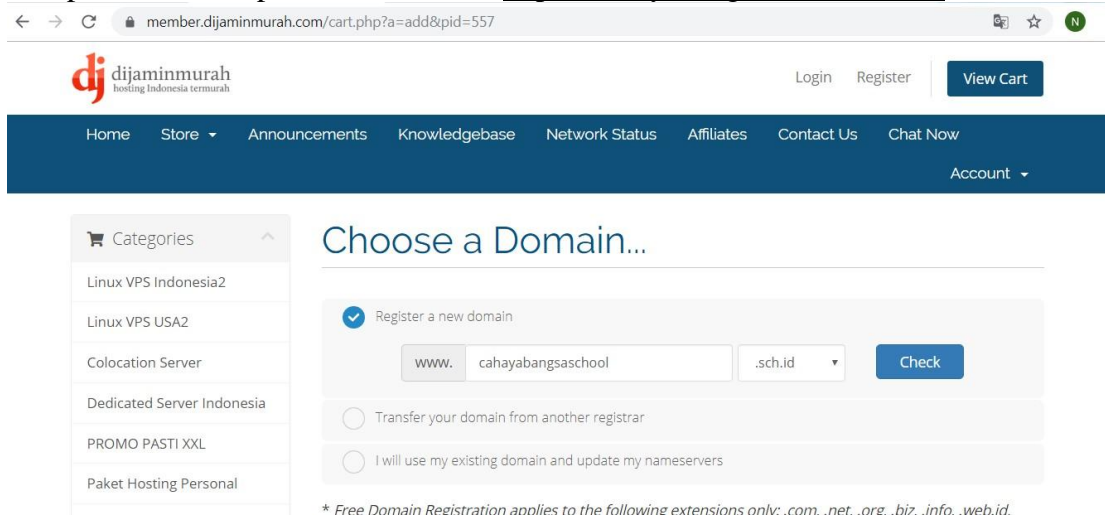 member.dijaminmurah.com/cart.php?a=add&pid=557
N
dj dijaminmurah
hosting Indonesia termurah
Login Register View Cart
Home Store Announcements Knowledgebase Network Status Affiliates Contact Us Chat Now
Account
Categories
Choose a Domain...
Linux VPS Indonesia2
Linux VPS USA2
Register a new domain
Colocation Server
www. cahayabangsaschool .sch.id Check
Dedicated Server Indonesia
Transfer your domain from another registrar
PROMO PASTI XXL
I will use my existing domain and update my nameservers
Paket Hosting Personal
* Free Domain Registration applies to the following extensions only: .com, .net, .org, .biz, .info, .web.id,